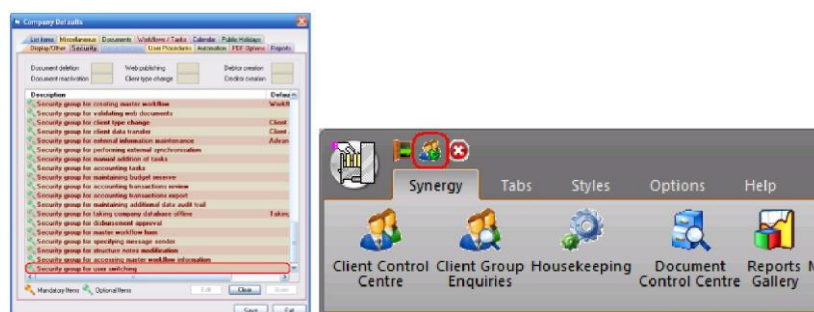 Company Defaults
List Items Miscellaneous Documents Workflows / Tasks Calendar Public Holidays
Display/Other Security User Procedures Automation PDF Options Reports
Document deletion Web publishing Debtor creation
Document reactivation Client type change Creditor creation
Description Default
Security group for creating master workflow Workfl
Security group for validating web documents
Security group for client type change Client
Security group for client data transfer Client
Security group for external information maintenance Advan
Security group for performing external synchronisation
Security group for manual addition of tasks
Security group for accounting tasks
Security group for maintaining budget reserve
Security group for accounting transactions review
Security group for accounting transactions export
Security group for maintaining additional data audit trail
Security group for taking company database offline Taking
Security group for disbursement approval
Security group for master workflow
Security group for specifying message sender
Security group for structure notes modification
Security group for accessing master workflow information
Security group for user switching
Mandatory Items Optional Items Edit Clear
Save Exit
Synergy Tabs Styles Options Help
Client Control Centre
Client Group Enquiries
Housekeeping
Document Control Centre
Reports Gallery
M